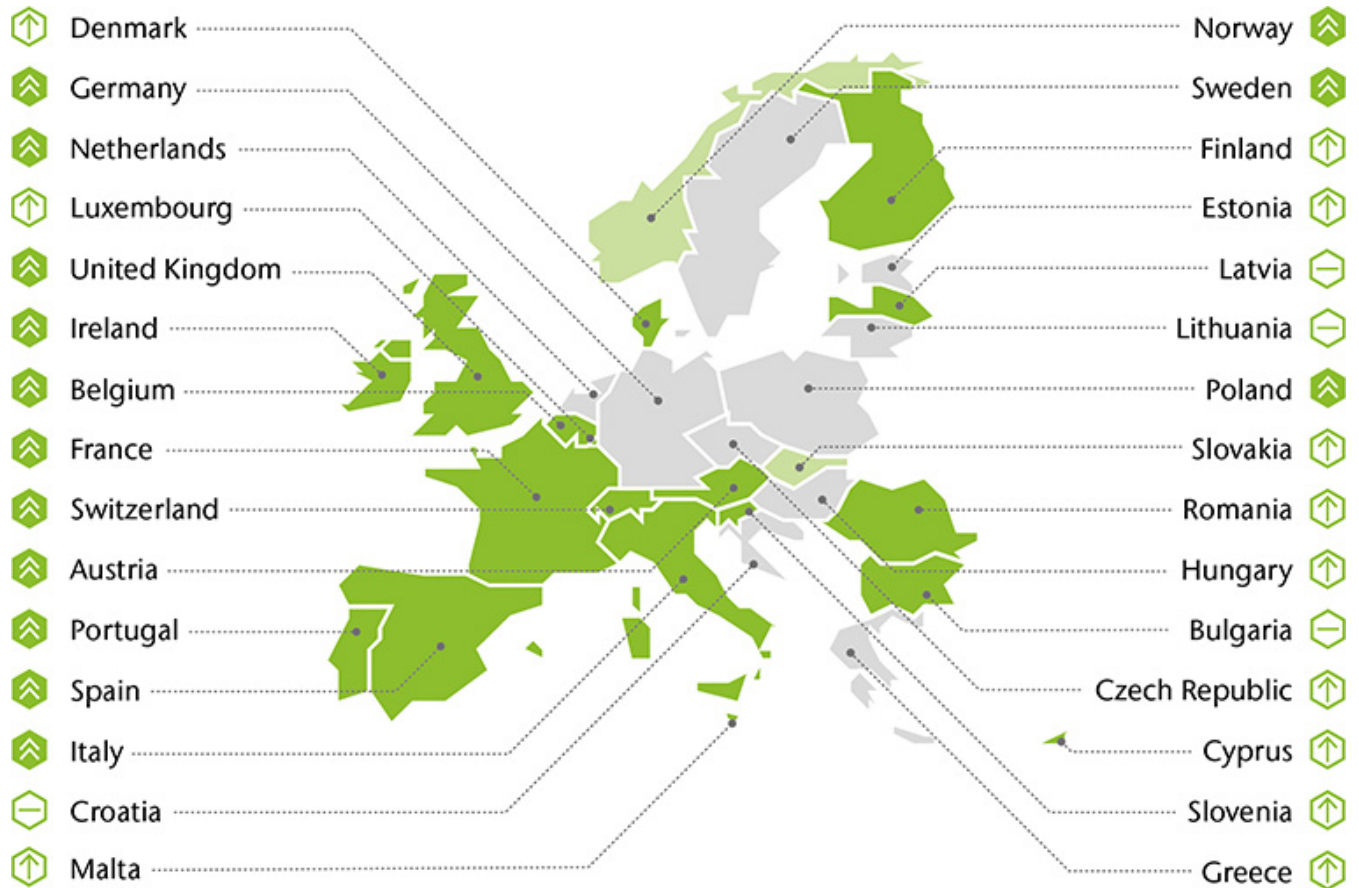 Denmark
Germany
Netherlands
Luxembourg
United Kingdom
Ireland
Belgium
France
Switzerland
Austria
Portugal
Spain
Italy
Croatia
Malta
Norway
Sweden
Finland
Estonia
Latvia
Lithuania
Poland
Slovakia
Romania
Hungary
Bulgaria
Czech Republic
Cyprus
Slovenia
Greece